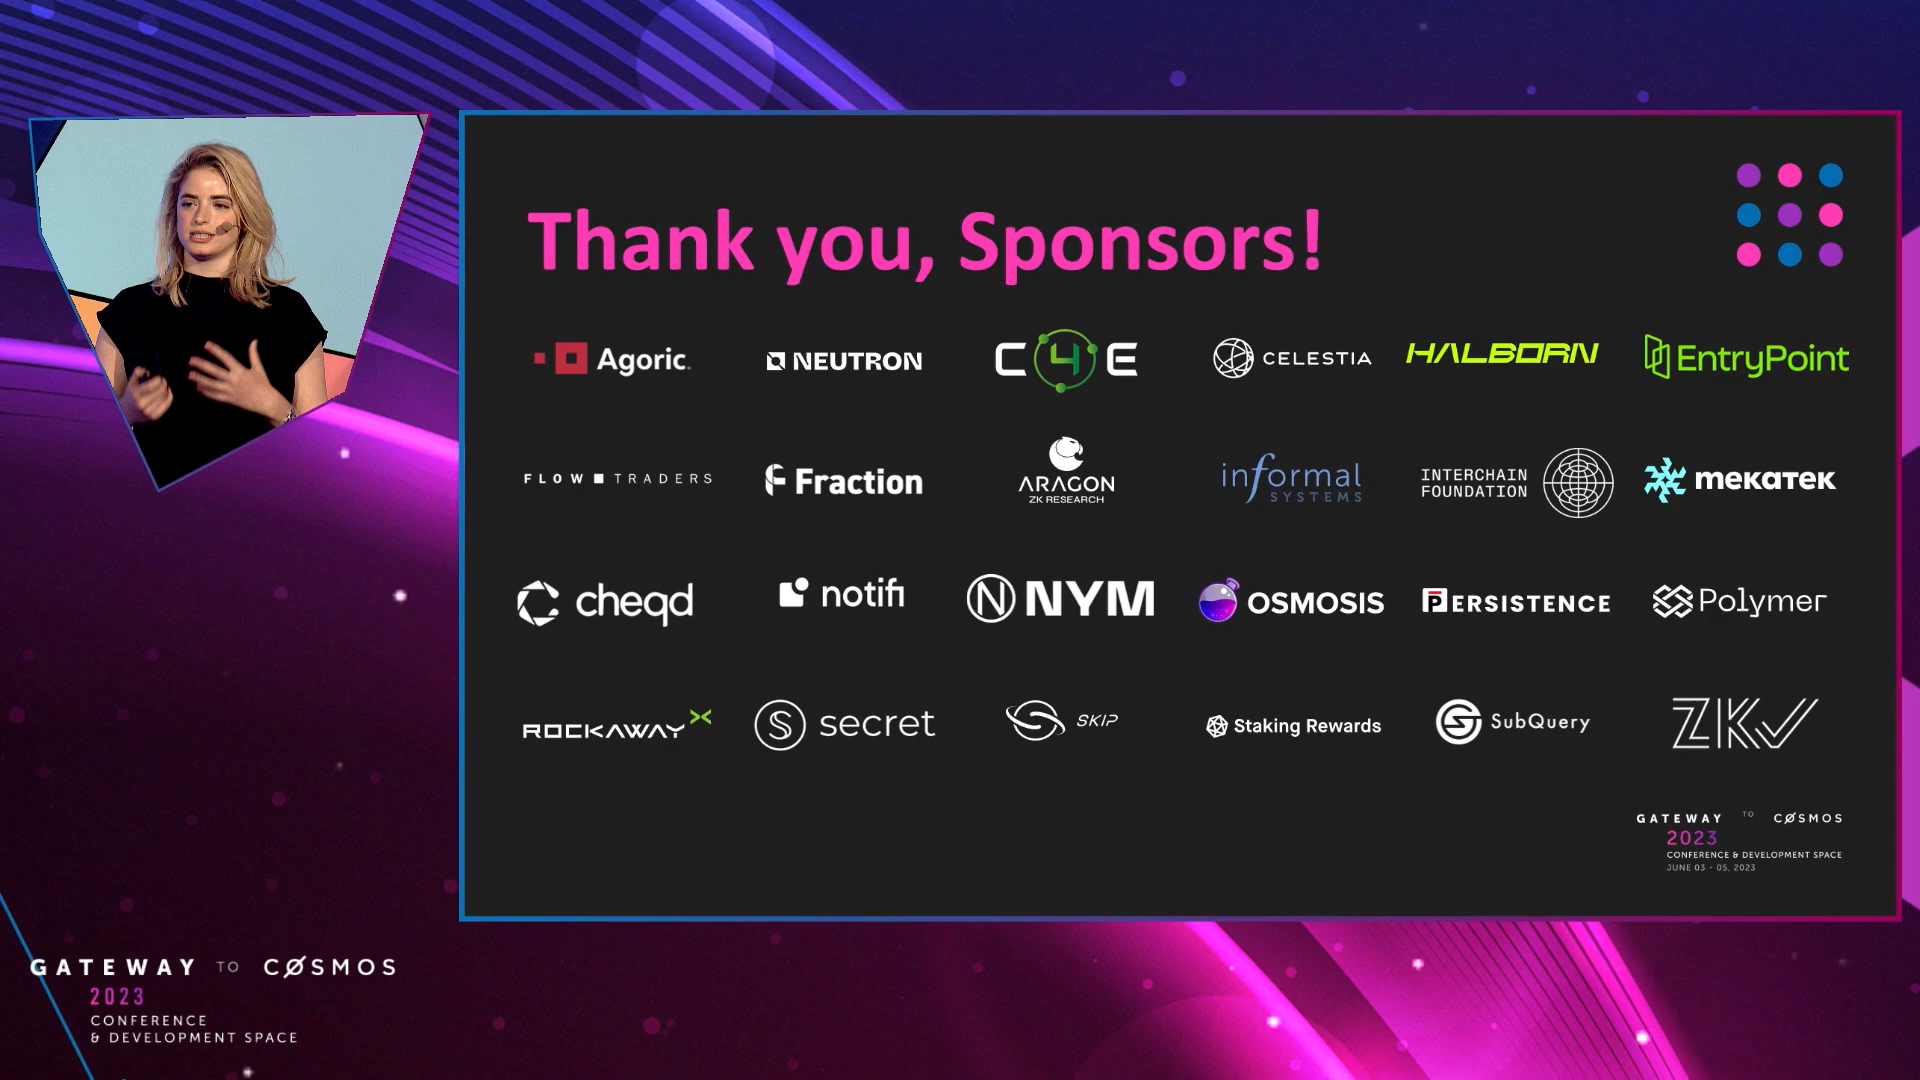 Thank you, Sponsors!
Agoric.
NEUTRON
C4E
CELESTIA
HALBORN
EntryPoint
FLOW TRADERS
Fraction
ARAGON
ZK RESEARCH
informal
SYSTEMS
INTERCHAIN
FOUNDATION
mekatek
cheqd
notifi
NYM
OSMOSIS
PERSISTENCE
Polymer
ROCKAWAY
secret
SKIP
Staking Rewards
SubQuery
ZKV
GATEWAY TO CØSMOS
2023
CONFERENCE & DEVELOPMENT SPACE
JUNE 03 - 05, 2023
GATEWAY TO CØSMOS
2023
CONFERENCE
& DEVELOPMENT SPACE